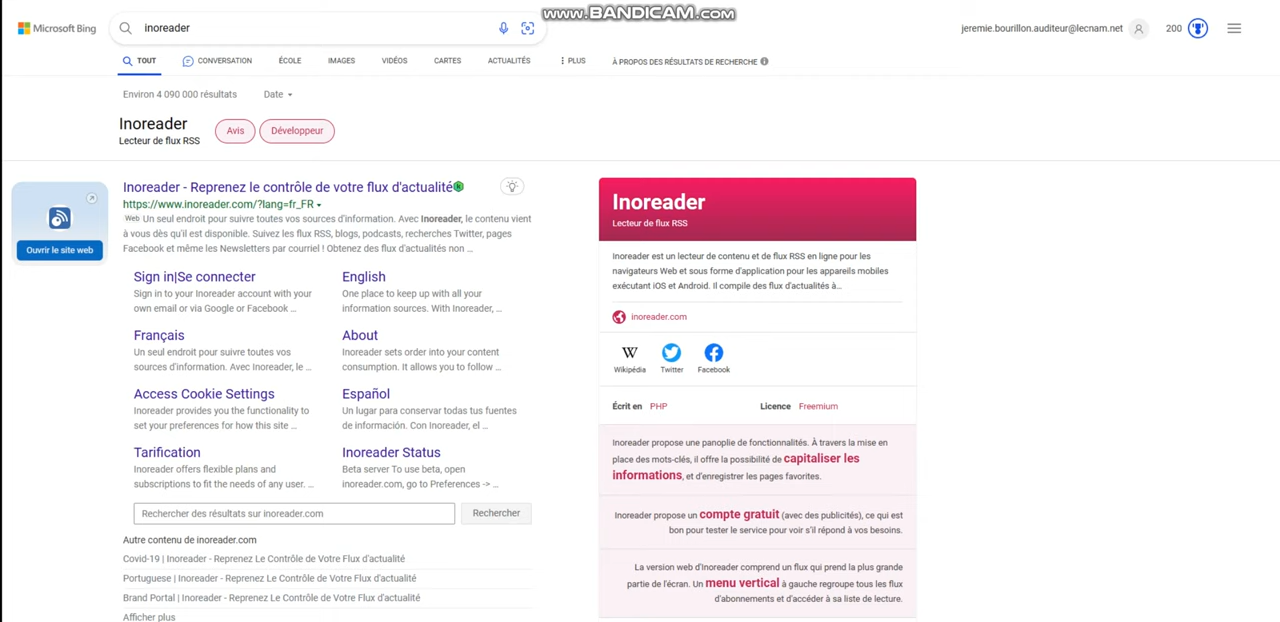 www.BANDICAM.com
Microsoft Bing
inoreader
jeremie.bourillon.auditeur@lecnam.net
200
TOUT
CONVERSATION
ÉCOLE
IMAGES
VIDÉOS
CARTES
ACTUALITÉS
PLUS
À PROPOS DES RÉSULTATS DE RECHERCHE
Environ 4 090 000 résultats
Date
Inoreader
Lecteur de flux RSS
Avis
Développeur
Ouvrir le site web
Inoreader - Reprenez le contrôle de votre flux d'actualité
https://www.inoreader.com/?lang=fr_FR
Web Un seul endroit pour suivre toutes vos sources d'information. Avec Inoreader, le contenu vient
à vous dès qu'il est disponible. Suivez les flux RSS, blogs, podcasts, recherches Twitter, pages
Facebook et même les Newsletters par courriel ! Obtenez des flux d'actualités non ...
Sign in|Se connecter
Sign in to your Inoreader account with your
own email or via Google or Facebook ...
English
One place to keep up with all your
information sources. With Inoreader, ...
Français
Un seul endroit pour suivre toutes vos
sources d'information. Avec Inoreader, le ...
About
Inoreader sets order into your content
consumption. It allows you to follow ...
Access Cookie Settings
Inoreader provides you the functionality to
set your preferences for how this site ...
Español
Un lugar para conservar todas tus fuentes
de información. Con Inoreader, el ...
Tarification
Inoreader offers flexible plans and
subscriptions to fit the needs of any user. ...
Inoreader Status
Beta server To use beta, open
inoreader.com, go to Preferences -> ...
Rechercher des résultats sur inoreader.com
Rechercher
Autre contenu de inoreader.com
Covid-19 | Inoreader - Reprenez Le Contrôle de Votre Flux d'actualité
Portuguese | Inoreader - Reprenez Le Contrôle de Votre Flux d'actualité
Brand Portal | Inoreader - Reprenez Le Contrôle de Votre Flux d'actualité
Afficher plus
Inoreader
Lecteur de flux RSS
Inoreader est un lecteur de contenu et de flux RSS en ligne pour les
navigateurs Web et sous forme d'application pour les appareils mobiles
exécutant iOS et Android. Il compile des flux d'actualités à...
inoreader.com
W
Wikipédia
Twitter
Facebook
Écrit en PHP
Licence Freemium
Inoreader propose une panoplie de fonctionnalités. À travers la mise en
place des mots-clés, il offre la possibilité de capitaliser les
informations, et d'enregistrer les pages favorites.
Inoreader propose un compte gratuit (avec des publicités), ce qui est
bon pour tester le service pour voir s'il répond à vos besoins.
La version web d'Inoreader comprend un flux qui prend la plus grande
partie de l'écran. Un menu vertical à gauche regroupe tous les flux
d'abonnements et d'accéder à sa liste de lecture.